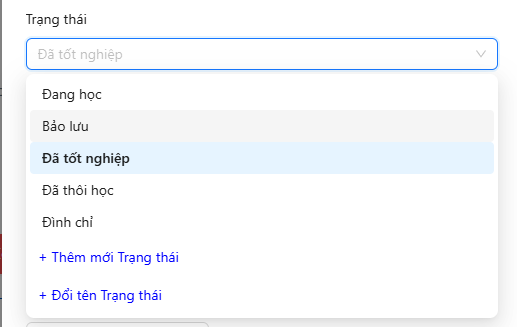 Trạng thái
Đã tốt nghiệp
Đang học
Bảo lưu
Đã tốt nghiệp
Đã thôi học
Đình chỉ
+ Thêm mới Trạng thái
+ Đổi tên Trạng thái